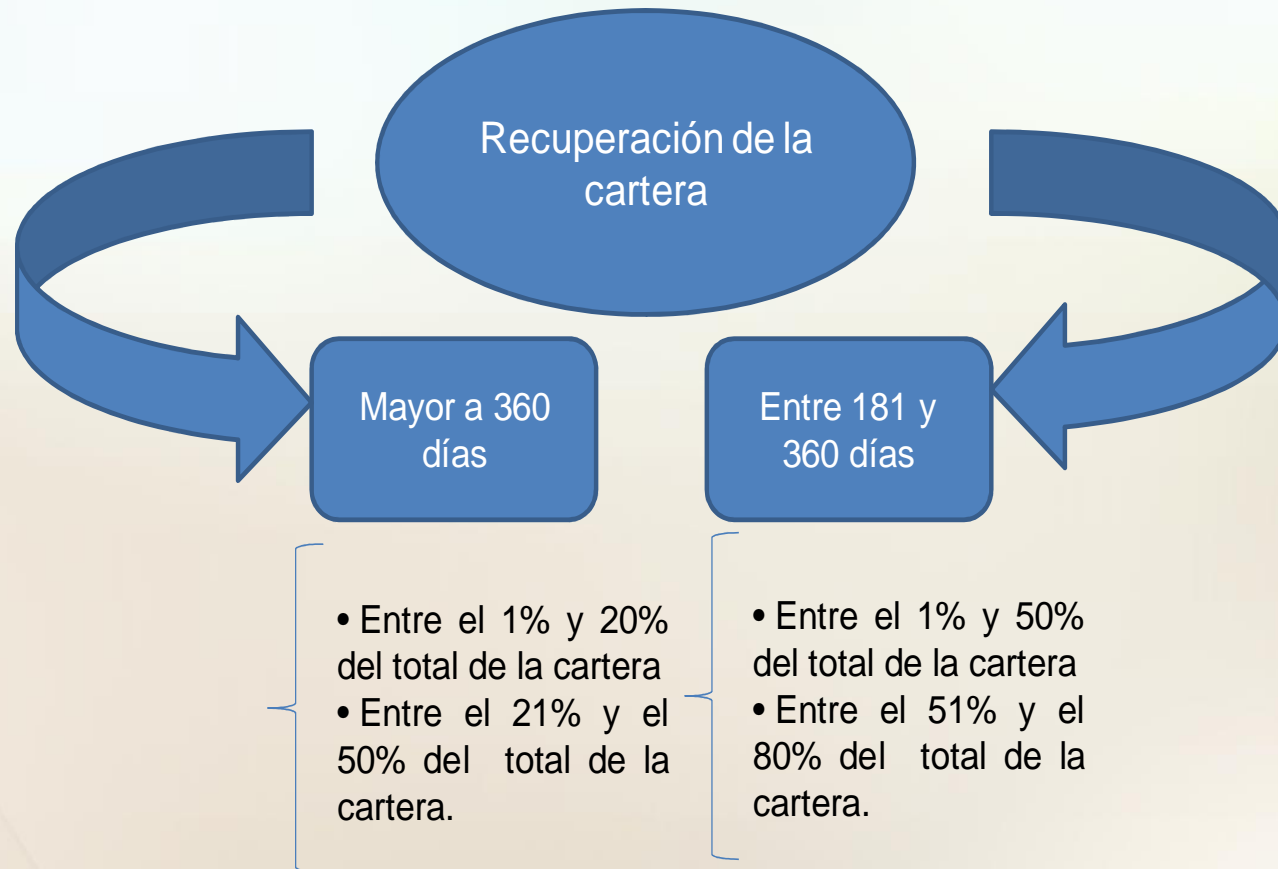 Recuperación de la
cartera
Mayor a 360
días
Entre 181 y
360 días
• Entre el 1% y 20%
del total de la cartera
• Entre el 21% y el
50% del total de la
cartera.
• Entre el 1% y 50%
del total de la cartera
• Entre el 51% y el
80% del total de la
cartera.